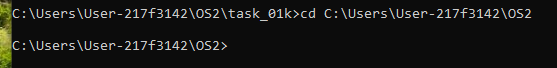 C:\Users\User-217f3142\OS2\task_01k>cd C:\Users\User-217f3142\OS2
C:\Users\User-217f3142\OS2>